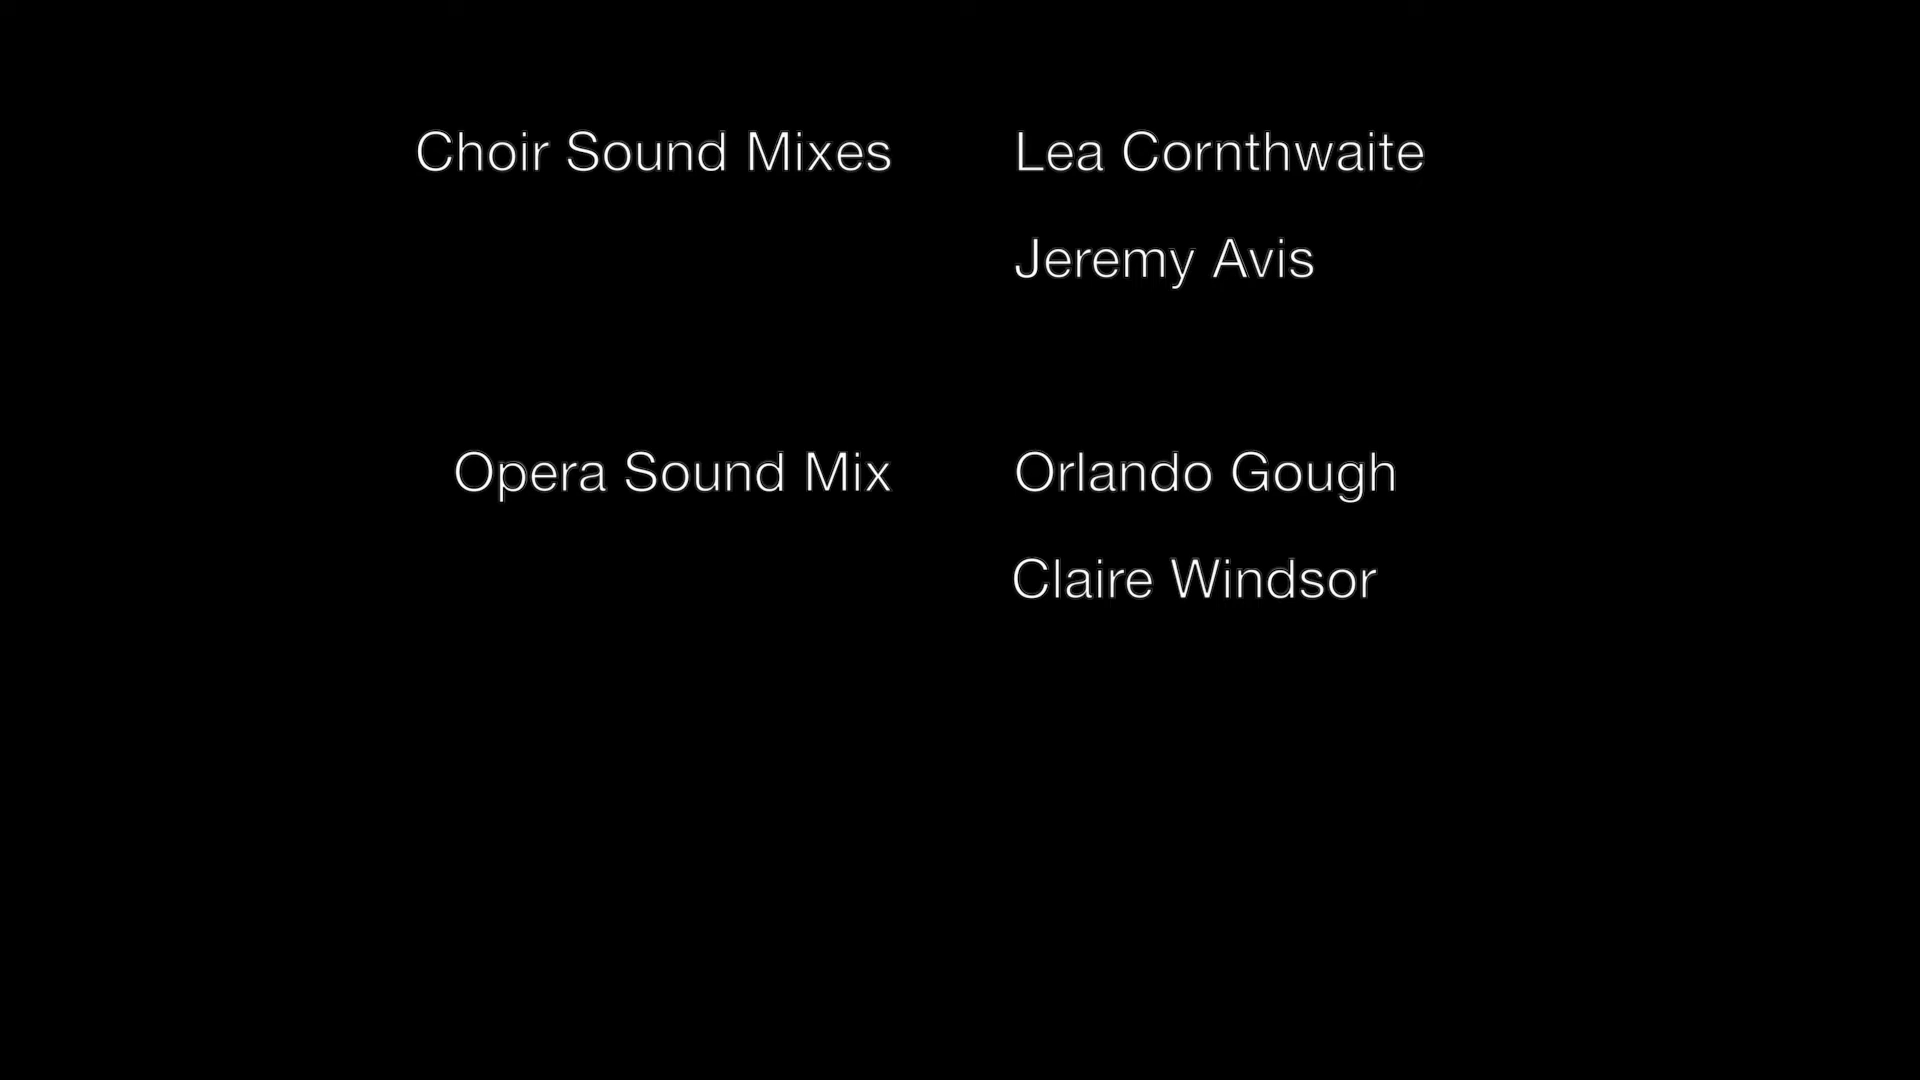 Choir Sound Mixes Lea Cornthwaite
Jeremy Avis
Opera Sound Mix Orlando Gough
Claire Windsor